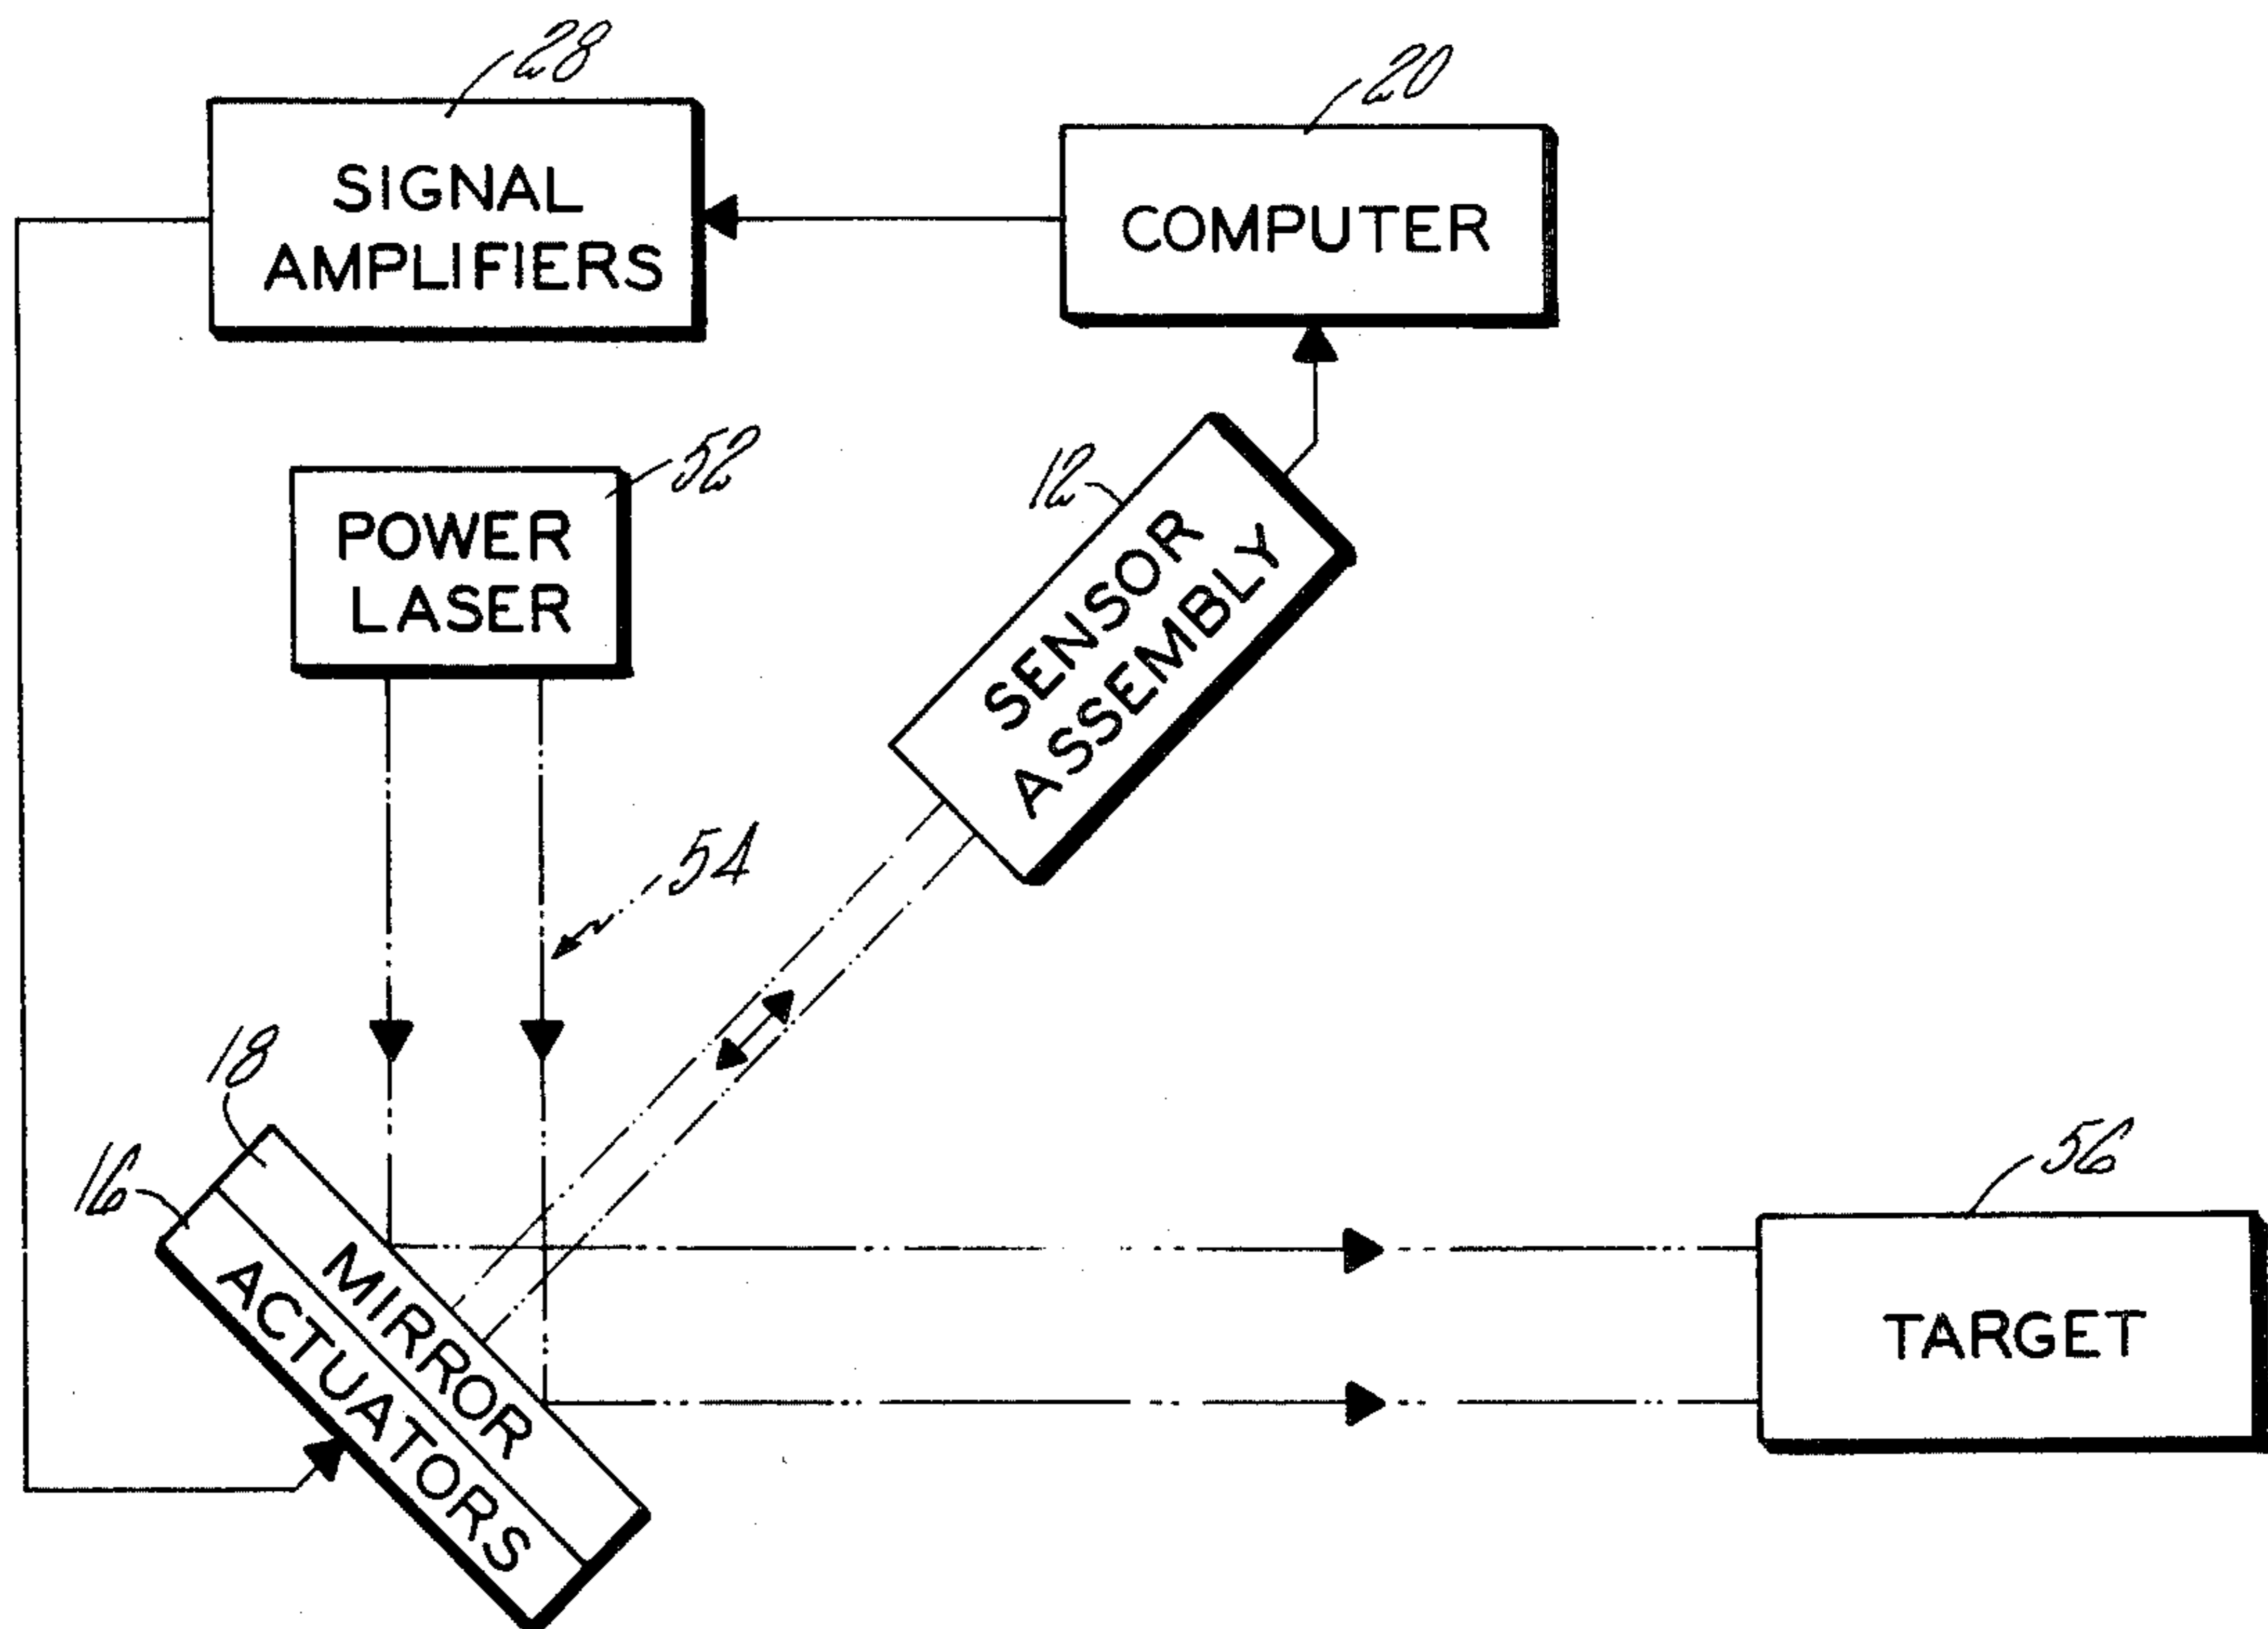 28
SIGNAL
AMPLIFIERS
20
COMPUTER
52
POWER
LASER
12
SENSOR
ASSEMBLY
54
18
16
MIRROR
ACTUATORS
56
TARGET